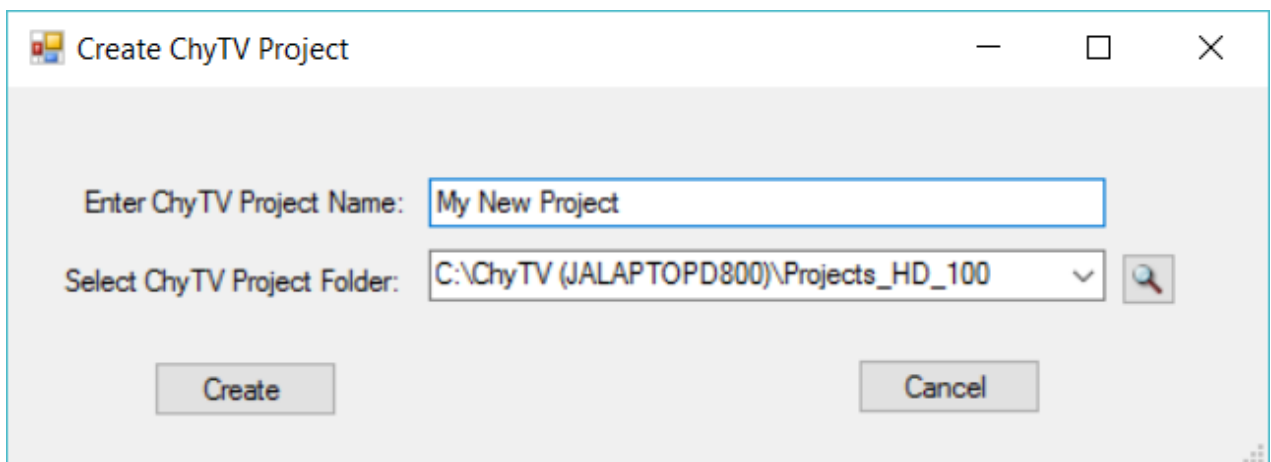 Create ChyTV Project
Enter ChyTV Project Name: My New Project
Select ChyTV Project Folder: C:\ChyTV (JALAPTOPD800)\Projects_HD_100
Create Cancel